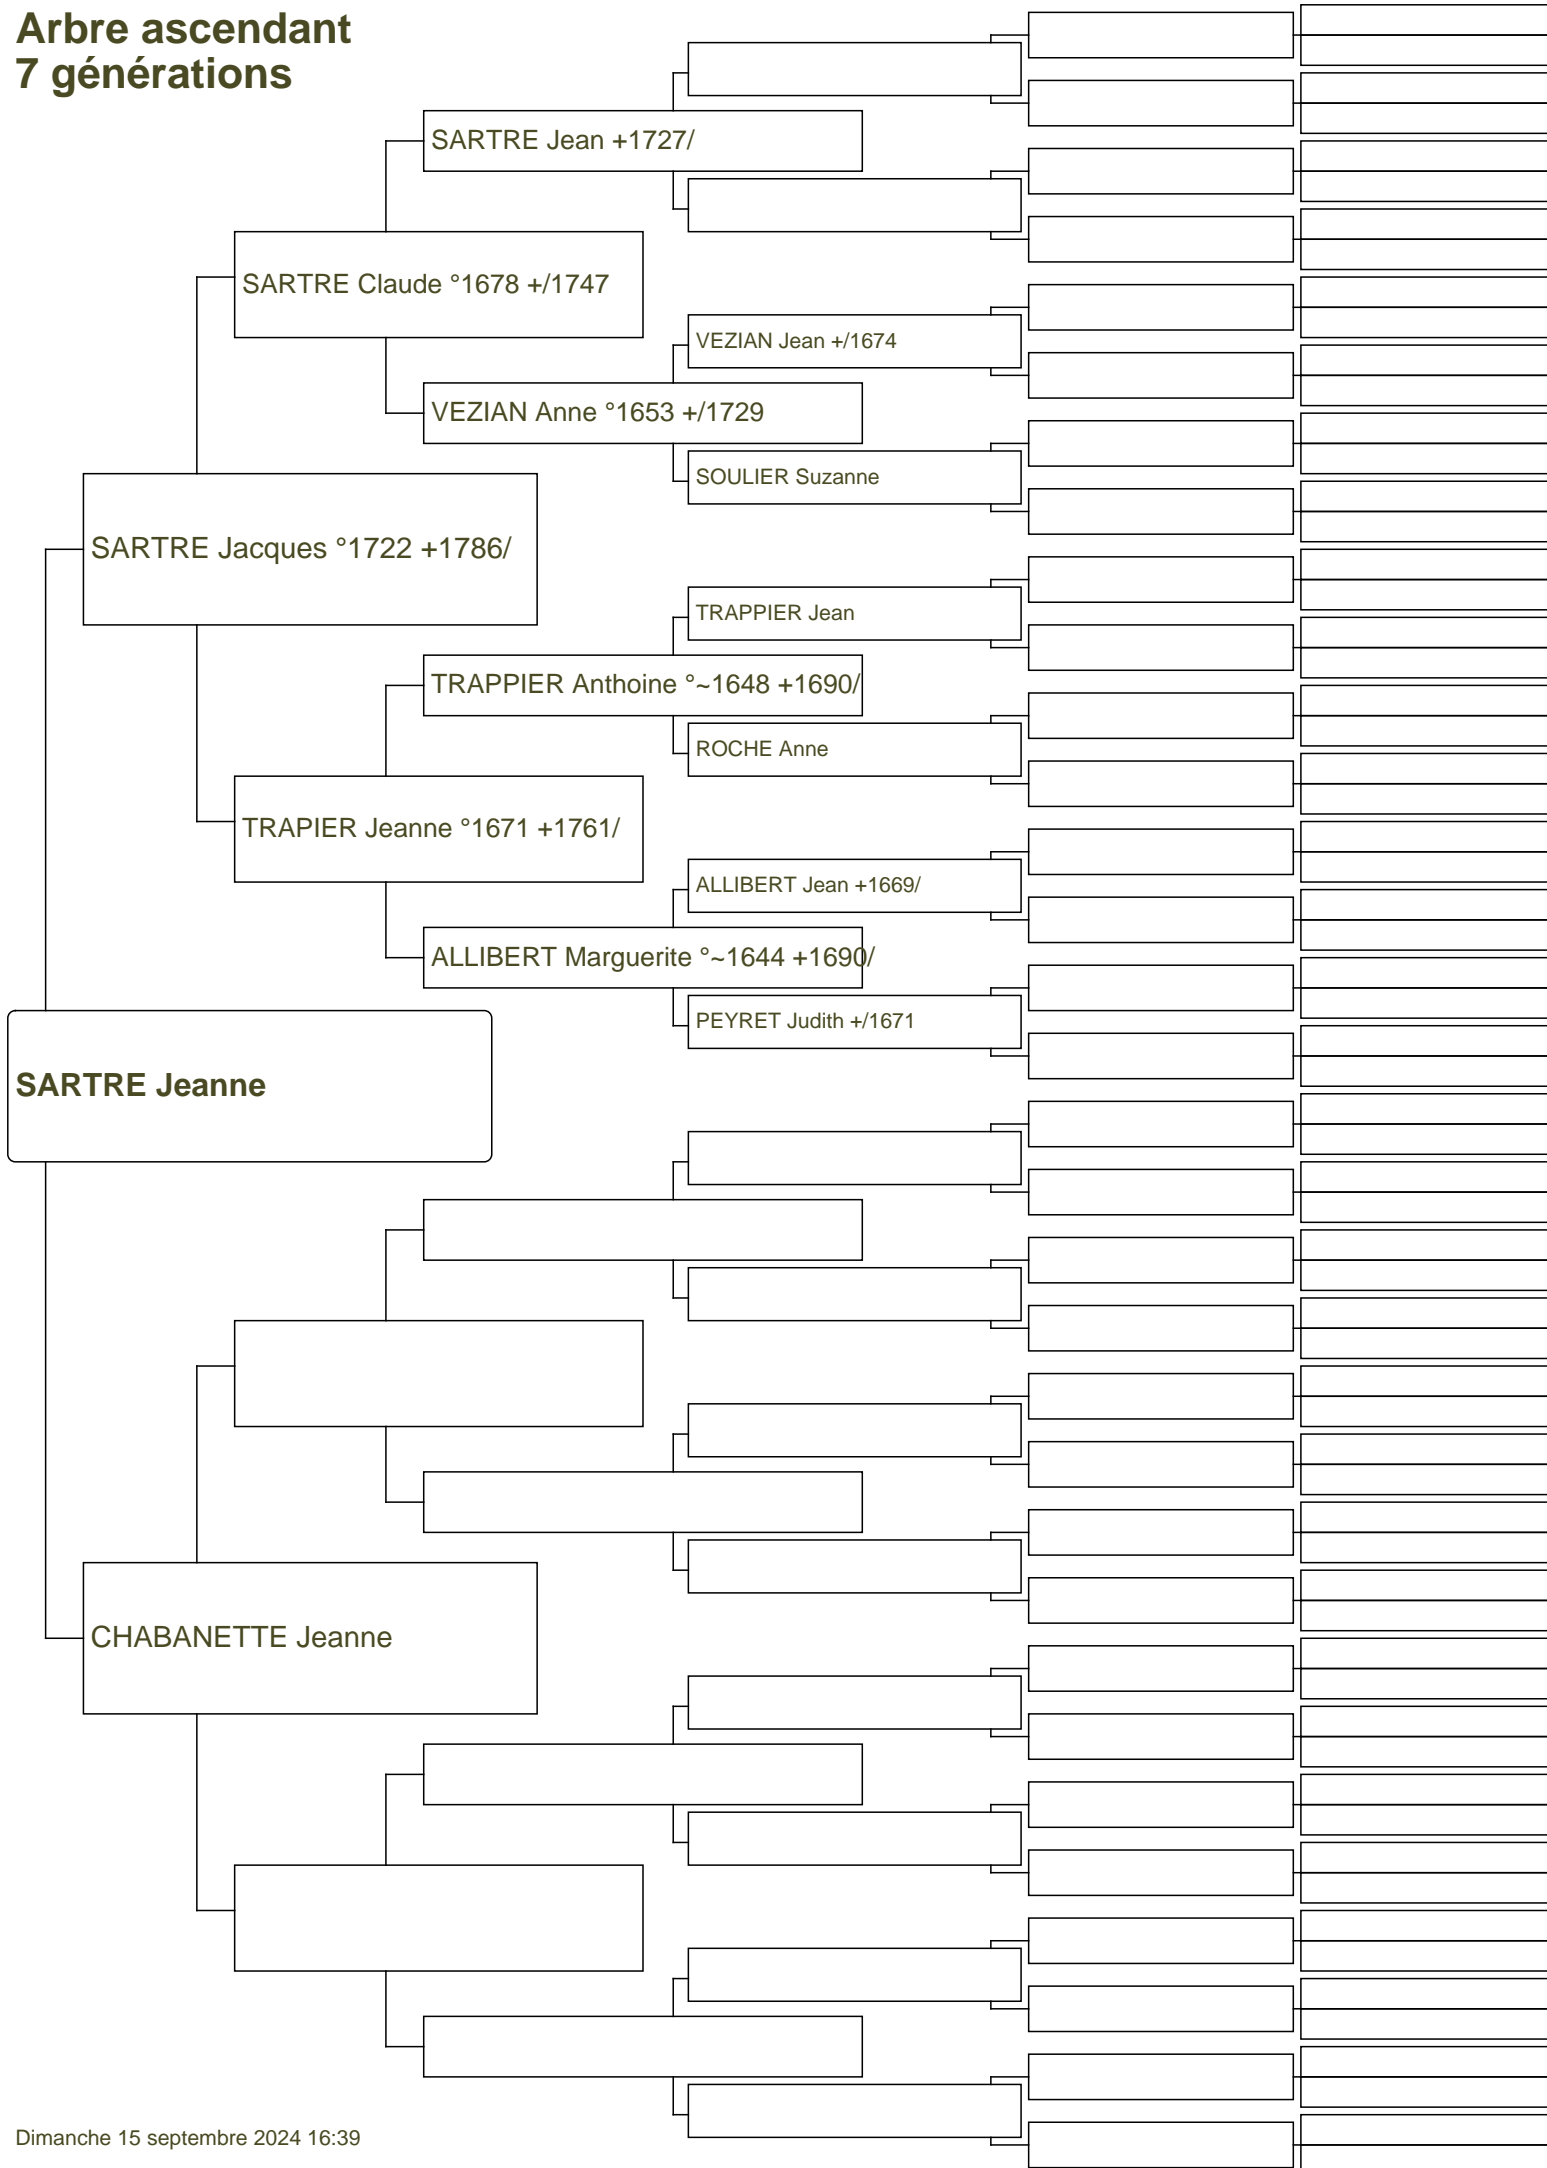 Arbre ascendant
7 générations
SARTRE Jean +1727/
SARTRE Claude °1678 +/1747
VEZIAN Jean +/1674
VEZIAN Anne °1653 +/1729
SOULIER Suzanne
SARTRE Jacques °1722 +1786/
TRAPPIER Jean
TRAPPIER Anthoine °~1648 +1690/
ROCHE Anne
TRAPIER Jeanne °1671 +1761/
ALLIBERT Jean +1669/
ALLIBERT Marguerite °~1644 +1690/
PEYRET Judith +/1671
SARTRE Jeanne
CHABANETTE Jeanne
Dimanche 15 septembre 2024 16:39